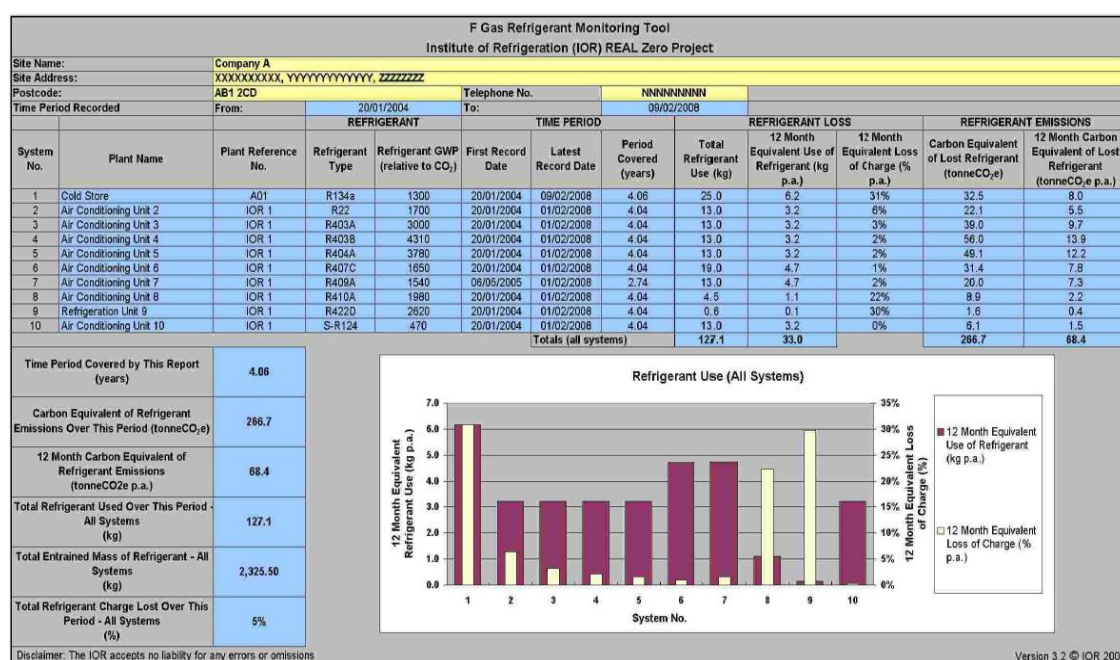 F Gas Refrigerant Monitoring Tool
Institute of Refrigeration (IOR) REAL Zero Project
Site Name: Company A
Site Address: XXXXXXXXXX, YYYYYYYYYYYYY, ZZZZZZZZ
Postcode: AB1 2CD Telephone No. NNNNNNNNN
Time Period Recorded From: 20/01/2004 To: 09/02/2008
REFRIGERANT TIME PERIOD REFRIGERANT LOSS REFRIGERANT EMISSIONS
System No. Plant Name Plant Reference No. Refrigerant Type Refrigerant GWP (relative to CO2) First Record Date Latest Record Date Period Covered (years) Total Refrigerant Use (kg) 12 Month Equivalent Use of Refrigerant (kg p.a.) 12 Month Equivalent Loss of Charge (% p.a.) Carbon Equivalent of Lost Refrigerant (tonneCO2e) 12 Month Carbon Equivalent of Lost Refrigerant (tonneCO2e p.a.)
1 Cold Store A01 R134a 1300 20/01/2004 09/02/2008 4.06 25.0 6.2 31% 32.5 8.0
2 Air Conditioning Unit 2 IOR 1 R22 1700 20/01/2004 01/02/2008 4.04 13.0 3.2 6% 22.1 5.5
3 Air Conditioning Unit 3 IOR 1 R403A 3000 20/01/2004 01/02/2008 4.04 13.0 3.2 3% 39.0 9.7
4 Air Conditioning Unit 4 IOR 1 R403B 4310 20/01/2004 01/02/2008 4.04 13.0 3.2 2% 56.0 13.9
5 Air Conditioning Unit 5 IOR 1 R404A 3780 20/01/2004 01/02/2008 4.04 13.0 3.2 2% 49.1 12.2
6 Air Conditioning Unit 6 IOR 1 R407C 1650 20/01/2004 01/02/2008 4.04 19.0 4.7 1% 31.4 7.8
7 Air Conditioning Unit 7 IOR 1 R409A 1540 06/05/2005 01/02/2008 2.74 13.0 4.7 2% 20.0 7.3
8 Air Conditioning Unit 8 IOR 1 R410A 1980 20/01/2004 01/02/2008 4.04 4.5 1.1 22% 8.9 2.2
9 Refrigeration Unit 9 IOR 1 R422D 2620 20/01/2004 01/02/2008 4.04 0.6 0.1 30% 1.6 0.4
10 Air Conditioning Unit 10 IOR 1 S-R124 470 20/01/2004 01/02/2008 4.04 13.0 3.2 0% 6.1 1.5
Totals (all systems) 127.1 33.0 266.7 68.4
Time Period Covered by This Report
(years)
4.06
Carbon Equivalent of Refrigerant
Emissions Over This Period (tonneCO2e)
266.7
12 Month Carbon Equivalent of
Refrigerant Emissions
(tonneCO2e p.a.)
68.4
Total Refrigerant Used Over This Period -
All Systems
(kg)
127.1
Total Entrained Mass of Refrigerant - All
Systems
(kg)
2,325.50
Total Refrigerant Charge Lost Over This
Period - All Systems
(%)
5%
Refrigerant Use (All Systems)
12 Month Equivalent
Refrigerant Use (kg p.a.)
7.0
6.0
5.0
4.0
3.0
2.0
1.0
0.0
1 2 3 4 5 6 7 8 9 10
System No.
35%
30%
25%
20%
15%
10%
5%
0%
12 Month Equivalent Loss
of Charge (%)
12 Month Equivalent
Use of Refrigerant
(kg p.a.)
12 Month Equivalent
Loss of Charge (%
p.a.)
Disclaimer: The IOR accepts no liability for any errors or omissions
Version 3.2 © IOR 200